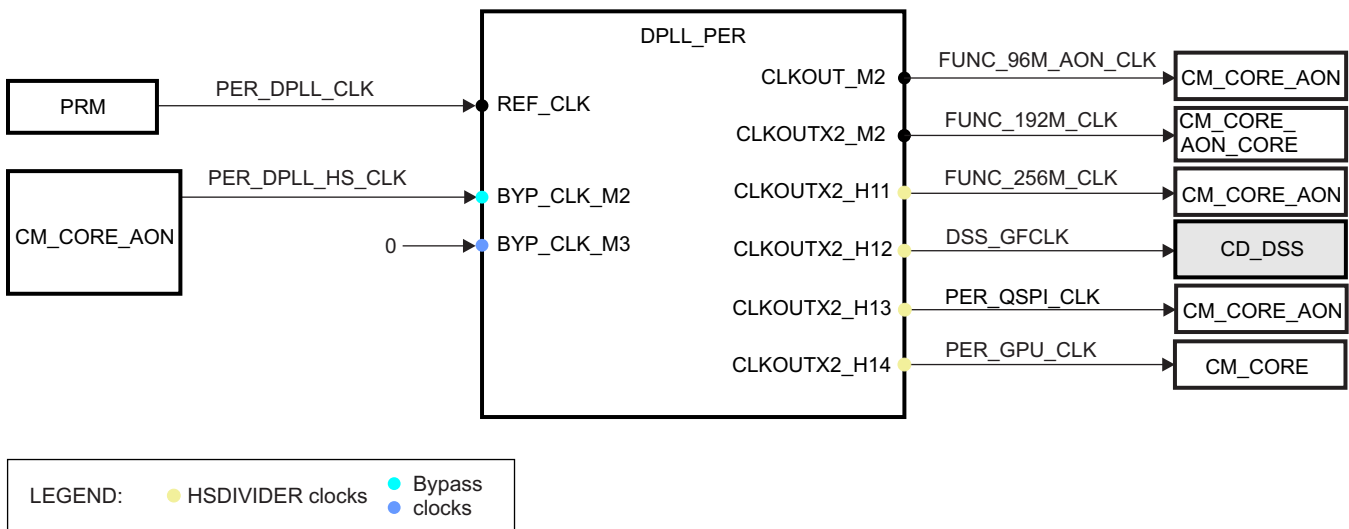 DPLL_PER
PRM
PER_DPLL_CLK
REF_CLK
CM_CORE_AON
PER_DPLL_HS_CLK
BYP_CLK_M2
0
BYP_CLK_M3
CLKOUT_M2
FUNC_96M_AON_CLK
CM_CORE_AON
CLKOUTX2_M2
FUNC_192M_CLK
CM_CORE_
AON_CORE
CLKOUTX2_H11
FUNC_256M_CLK
CM_CORE_AON
CLKOUTX2_H12
DSS_GFCLK
CD_DSS
CLKOUTX2_H13
PER_QSPI_CLK
CM_CORE_AON
CLKOUTX2_H14
PER_GPU_CLK
CM_CORE
LEGEND:
HSDIVIDER clocks
Bypass
clocks